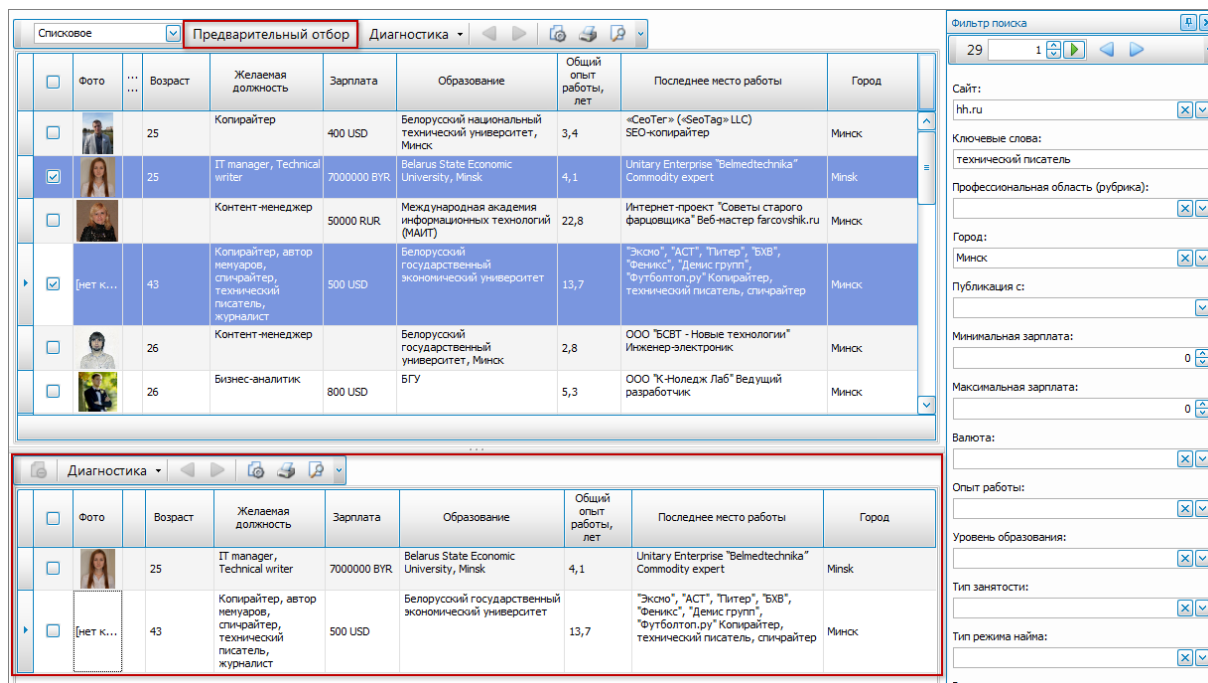 Списковое Предварительный отбор Диагностика
Фото ... ... Возраст Желаемая должность Зарплата Образование Общий опыт работы, лет Последнее место работы Город
25 Копирайтер 400 USD Белорусский национальный технический университет, Минск 3,4 «СеоТег» («SeoTag» LLC) SEO-копирайтер Минск
25 IT manager, Technical writer 7000000 BYR Belarus State Economic University, Minsk 4,1 Unitary Enterprise "Belmedtechnika" Commodity expert Minsk
Контент-менеджер 50000 RUR Международная академия информационных технологий (МАИТ) 22,8 Интернет-проект "Советы старого фарцовщика" Веб-мастер farcovshik.ru Минск
[нет к... 43 Копирайтер, автор мемуаров, спичрайтер, технический писатель, журналист 500 USD Белорусский государственный экономический университет 13,7 "Эксмо", "АСТ", "Питер", "БХВ", "Феникс", "Демис групп", "Футболтоп.ру" Копирайтер, технический писатель, спичрайтер Минск
26 Контент-менеджер Белорусский государственный университет, Минск 2,8 ООО "БСВТ - Новые технологии" Инженер-электроник Минск
26 Бизнес-аналитик 800 USD БГУ 5,3 ООО "К-Ноледж Лаб" Ведущий разработчик Минск
Диагностика
Фото Возраст Желаемая должность Зарплата Образование Общий опыт работы, лет Последнее место работы Город
25 IT manager, Technical writer 7000000 BYR Belarus State Economic University, Minsk 4,1 Unitary Enterprise "Belmedtechnika" Commodity expert Minsk
[нет к... 43 Копирайтер, автор мемуаров, спичрайтер, технический писатель, журналист 500 USD Белорусский государственный экономический университет 13,7 "Эксмо", "АСТ", "Питер", "БХВ", "Феникс", "Демис групп", "Футболтоп.ру" Копирайтер, технический писатель, спичрайтер Минск
Фильтр поиска
29 1
Сайт:
hh.ru
Ключевые слова:
технический писатель
Профессиональная область (рубрика):
Город:
Минск
Публикация с:
Минимальная зарплата:
0
Максимальная зарплата:
0
Валюта:
Опыт работы:
Уровень образования:
Тип занятости:
Тип режима найма: